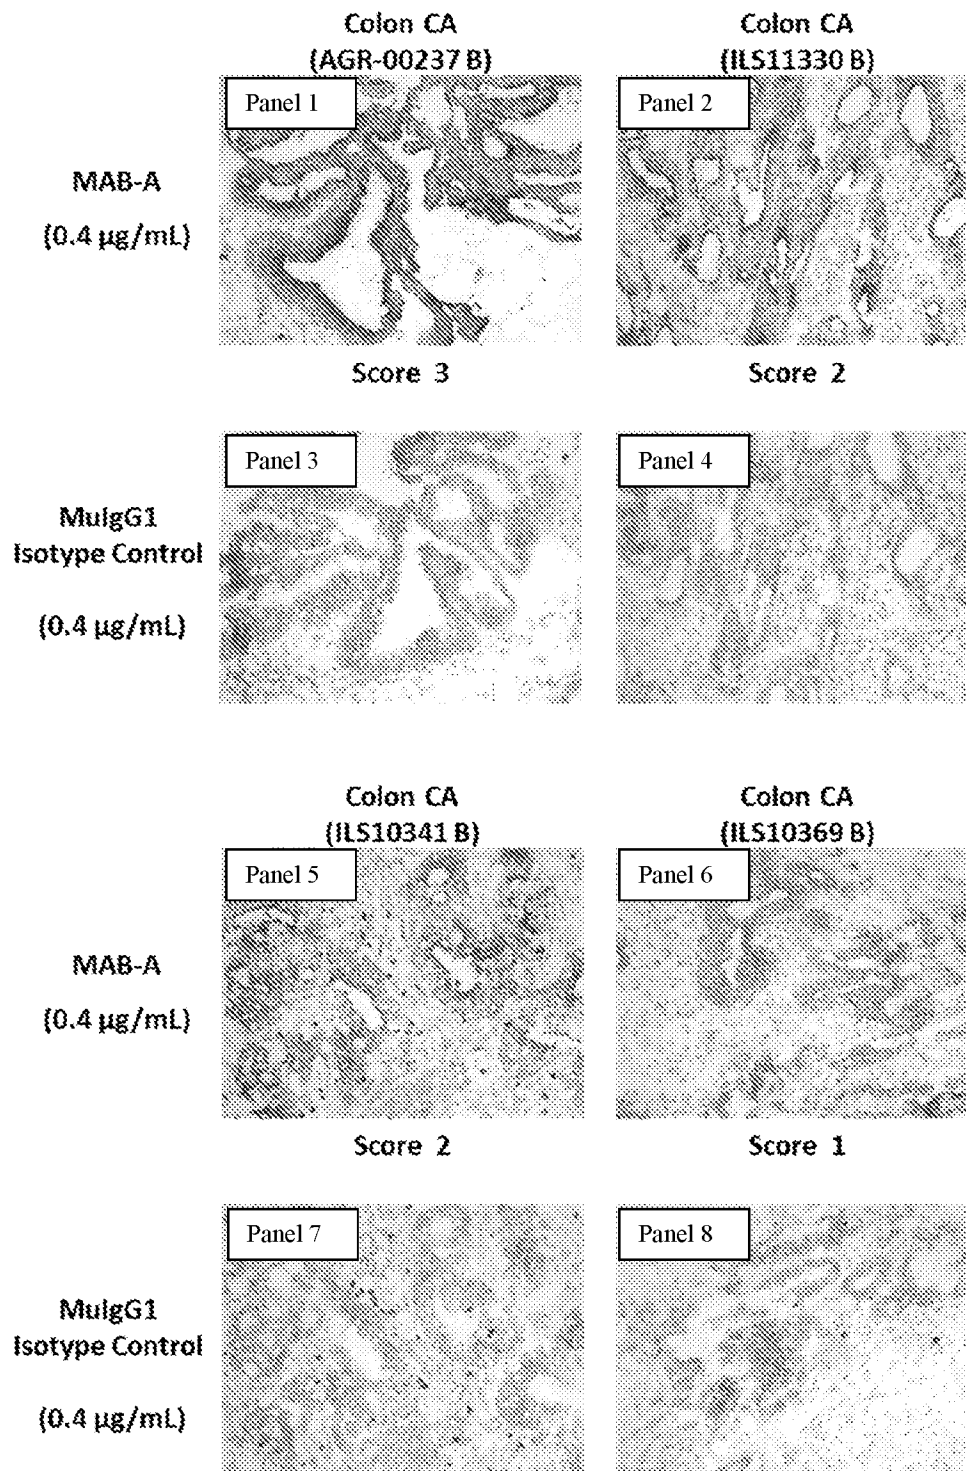 Colon CA
(AGR-00237 B)
Colon CA
(ILS11330 B)
Panel 1
Panel 2
MAB-A
(0.4 µg/mL)
Score 3
Score 2
Panel 3
Panel 4
MuIgG1
Isotype Control
(0.4 µg/mL)
Colon CA
(ILS10341 B)
Colon CA
(ILS10369 B)
Panel 5
Panel 6
MAB-A
(0.4 µg/mL)
Score 2
Score 1
Panel 7
Panel 8
MuIgG1
Isotype Control
(0.4 µg/mL)